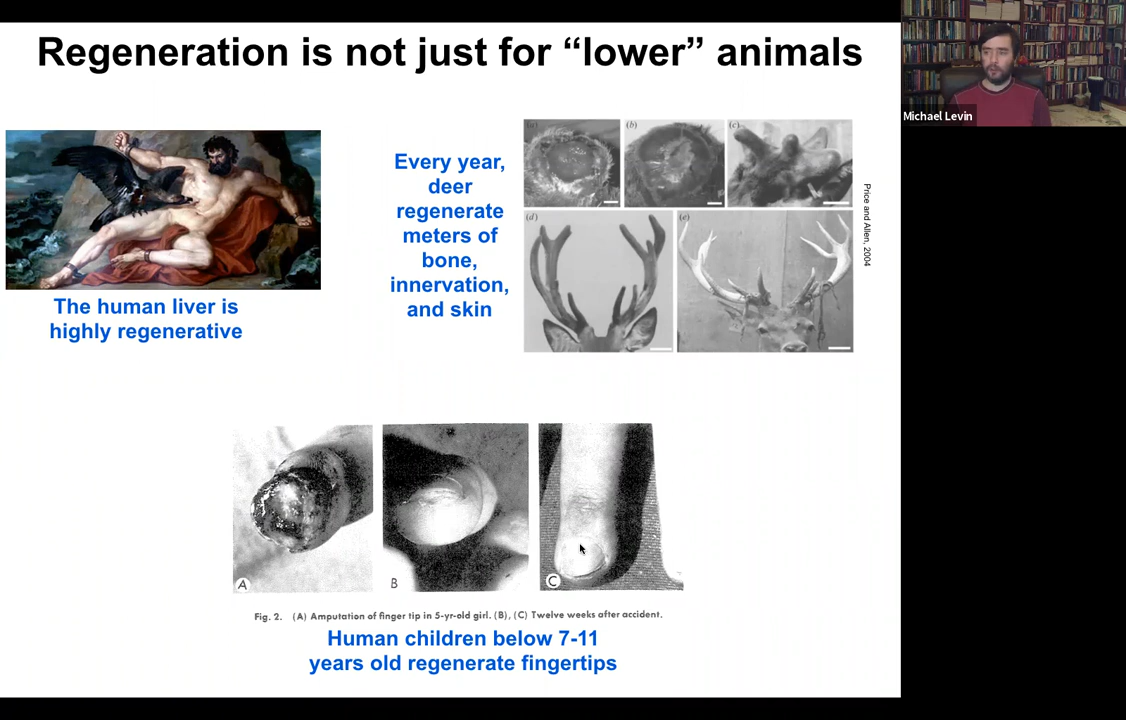 Regeneration is not just for “lower” animals
Michael Levin
The human liver is
highly regenerative
Every year,
deer
regenerate
meters of
bone,
innervation,
and skin
(a)
(b)
(c)
(d)
(e)
Price and Allen, 2004
A
B
C
Fig. 2. (A) Amputation of finger tip in 5-yr-old girl. (B), (C) Twelve weeks after accident.
Human children below 7-11
years old regenerate fingertips